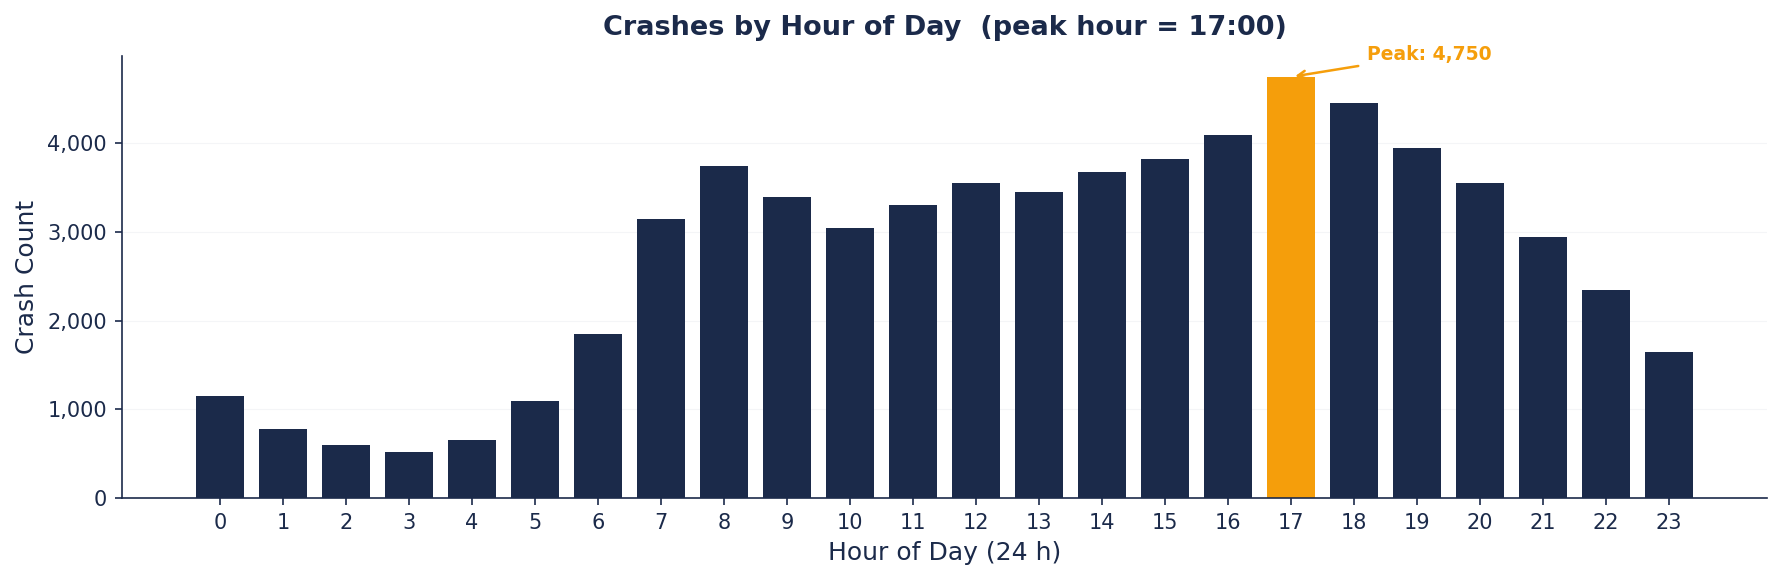 Crashes by Hour of Day  (peak hour = 17:00)
Peak: 4,750
Crash Count
4,000
3,000
2,000
1,000
0
0 1 2 3 4 5 6 7 8 9 10 11 12 13 14 15 16 17 18 19 20 21 22 23
Hour of Day (24 h)